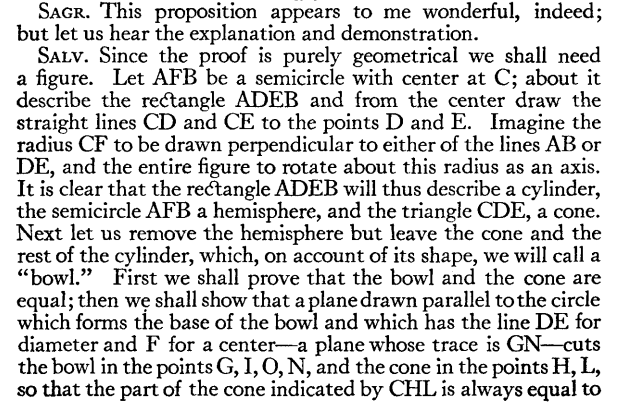 SAGR. This proposition appears to me wonderful, indeed;
but let us hear the explanation and demonstration.
SALV. Since the proof is purely geometrical we shall need
a figure. Let AFB be a semicircle with center at C; about it
describe the rectangle ADEB and from the center draw the
straight lines CD and CE to the points D and E. Imagine the
radius CF to be drawn perpendicular to either of the lines AB or
DE, and the entire figure to rotate about this radius as an axis.
It is clear that the rectangle ADEB will thus describe a cylinder,
the semicircle AFB a hemisphere, and the triangle CDE, a cone.
Next let us remove the hemisphere but leave the cone and the
rest of the cylinder, which, on account of its shape, we will call a
“bowl.” First we shall prove that the bowl and the cone are
equal; then we shall show that a plane drawn parallel to the circle
which forms the base of the bowl and which has the line DE for
diameter and F for a center—a plane whose trace is GN—cuts
the bowl in the points G, I, O, N, and the cone in the points H, L,
so that the part of the cone indicated by CHL is always equal to